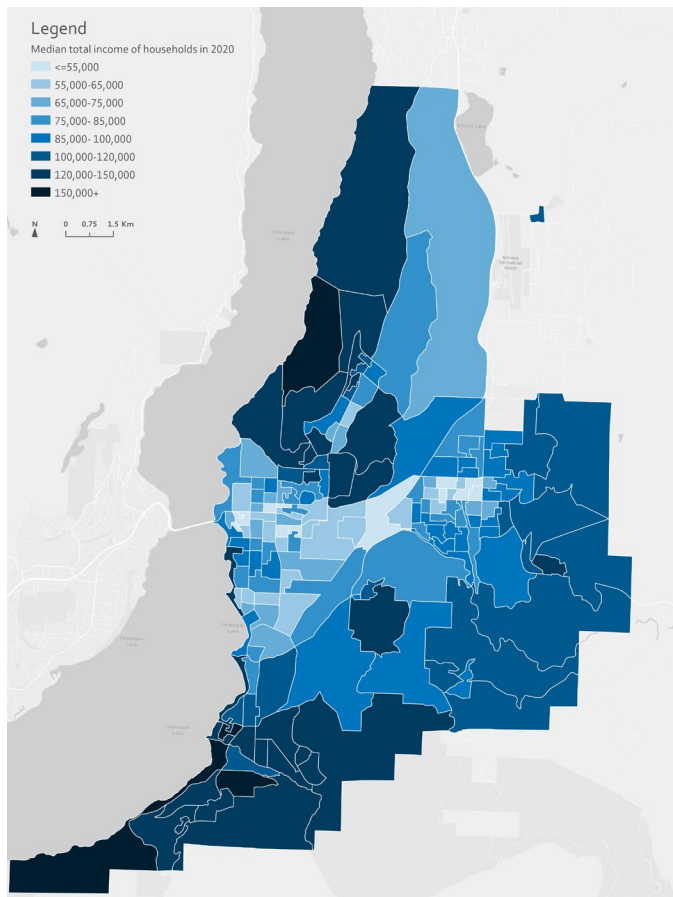 Legend
Median total income of households in 2020
<=55,000
55,000-65,000
65,000-75,000
75,000- 85,000
85,000- 100,000
100,000-120,000
120,000-150,000
150,000+
N
0 0.75 1.5 Km
Okanagan
Lake
Okanagan
Lake
Okanagan
Lake
Okanagan
Lake